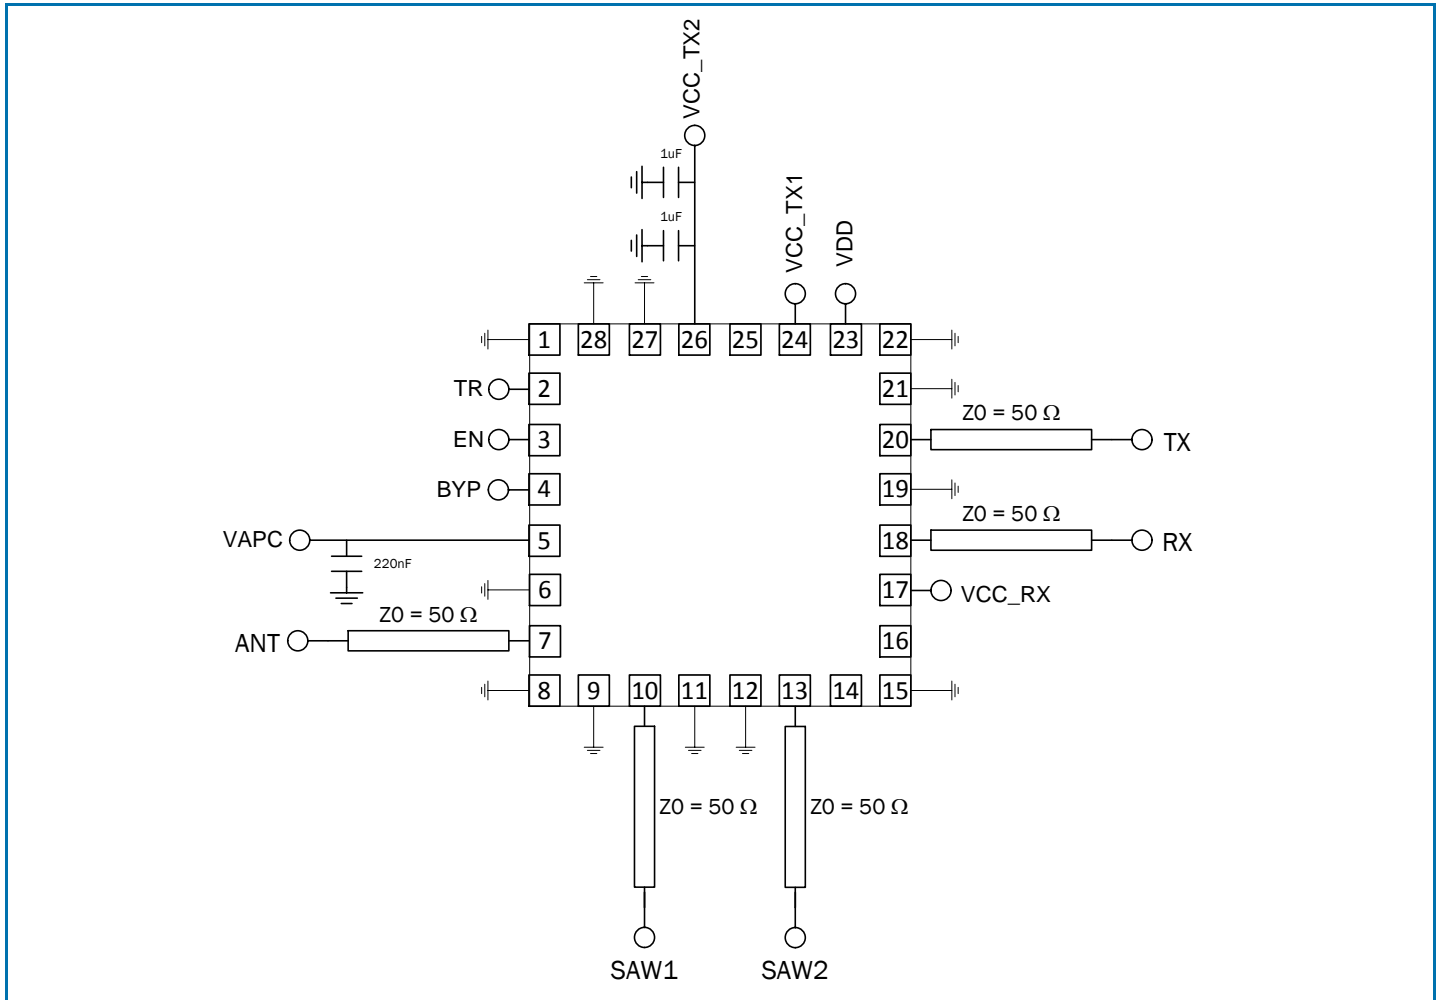 VCC_TX2
1uF
1uF
VCC_TX1
VDD
1 28 27 26 25 24 23 22
TR 2 21
Z0 = 50 Ω
EN 3 20 TX
BYP 4 19
Z0 = 50 Ω
VAPC 5 18 RX
220nF
6 17 VCC_RX
Z0 = 50 Ω
ANT 7 16
8 9 10 11 12 13 14 15
Z0 = 50 Ω Z0 = 50 Ω
SAW1 SAW2